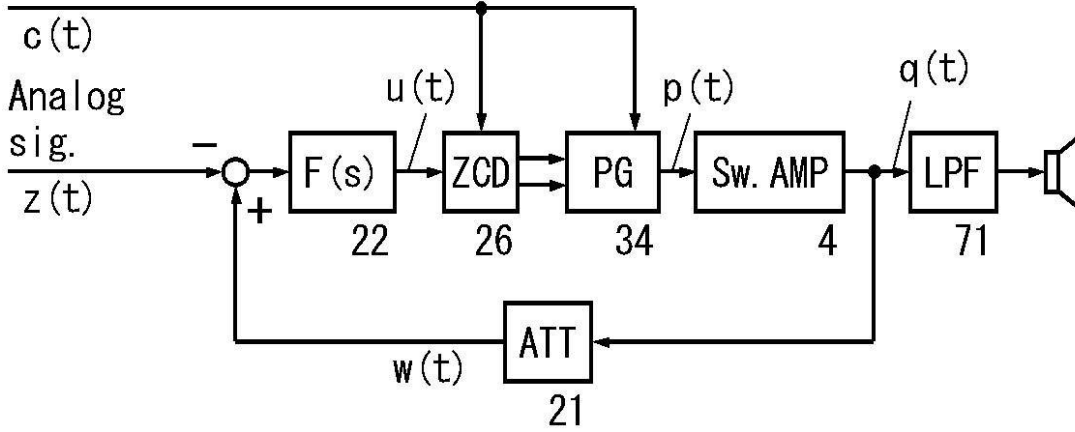 c(t)
Analog
sig.
z(t)
−
+
F(s)
22
u(t)
ZCD
26
PG
34
p(t)
Sw. AMP
4
q(t)
LPF
71
ATT
21
w(t)